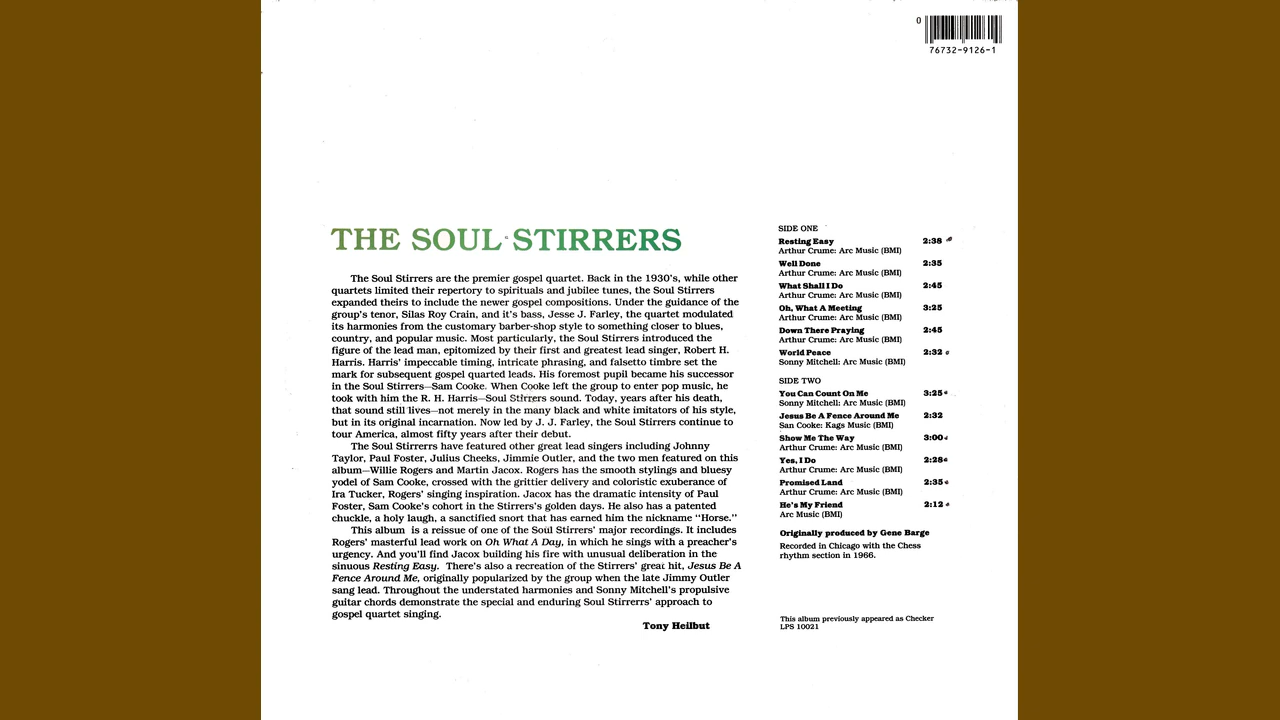 0
76732-9126-1
THE SOUL STIRRERS
The Soul Stirrers are the premier gospel quartet. Back in the 1930's, while other
quartets limited their repertory to spirituals and jubilee tunes, the Soul Stirrers
expanded theirs to include the newer gospel compositions. Under the guidance of the
group's tenor, Silas Roy Crain, and it's bass, Jesse J. Farley, the quartet modulated
its harmonies from the customary barber-shop style to something closer to blues,
country, and popular music. Most particularly, the Soul Stirrers introduced the
figure of the lead man, epitomized by their first and greatest lead singer, Robert H.
Harris. Harris' impeccable timing, intricate phrasing, and falsetto timbre set the
mark for subsequent gospel quarted leads. His foremost pupil became his successor
in the Soul Stirrers—Sam Cooke. When Cooke left the group to enter pop music, he
took with him the R. H. Harris—Soul Stirrers sound. Today, years after his death,
that sound still lives—not merely in the many black and white imitators of his style,
but in its original incarnation. Now led by J. J. Farley, the Soul Stirrers continue to
tour America, almost fifty years after their debut.
The Soul Stirrerrs have featured other great lead singers including Johnny
Taylor, Paul Foster, Julius Cheeks, Jimmie Outler, and the two men featured on this
album—Willie Rogers and Martin Jacox. Rogers has the smooth stylings and bluesy
yodel of Sam Cooke, crossed with the grittier delivery and coloristic exuberance of
Ira Tucker, Rogers' singing inspiration. Jacox has the dramatic intensity of Paul
Foster, Sam Cooke's cohort in the Stirrers's golden days. He also has a patented
chuckle, a holy laugh, a sanctified snort that has earned him the nickname "Horse."
This album is a reissue of one of the Soul Stirrers' major recordings. It includes
Rogers' masterful lead work on Oh What A Day, in which he sings with a preacher's
urgency. And you'll find Jacox building his fire with unusual deliberation in the
sinuous Resting Easy. There's also a recreation of the Stirrers' great hit, Jesus Be A
Fence Around Me, originally popularized by the group when the late Jimmy Outler
sang lead. Throughout the understated harmonies and Sonny Mitchell's propulsive
guitar chords demonstrate the special and enduring Soul Stirrerrs' approach to
gospel quartet singing.
Tony Heilbut
SIDE ONE
Resting Easy 2:38
Arthur Crume: Arc Music (BMI)
Well Done 2:35
Arthur Crume: Arc Music (BMI)
What Shall I Do 2:45
Arthur Crume: Arc Music (BMI)
Oh, What A Meeting 3:25
Arthur Crume: Arc Music (BMI)
Down There Praying 2:45
Arthur Crume: Arc Music (BMI)
World Peace 2:32
Sonny Mitchell: Arc Music (BMI)
SIDE TWO
You Can Count On Me 3:25
Sonny Mitchell: Arc Music (BMI)
Jesus Be A Fence Around Me 2:32
San Cooke: Kags Music (BMI)
Show Me The Way 3:00
Arthur Crume: Arc Music (BMI)
Yes, I Do 2:28
Arthur Crume: Arc Music (BMI)
Promised Land 2:35
Arthur Crume: Arc Music (BMI)
He's My Friend 2:12
Arc Music (BMI)
Originally produced by Gene Barge
Recorded in Chicago with the Chess
rhythm section in 1966.
This album previously appeared as Checker
LPS 10021